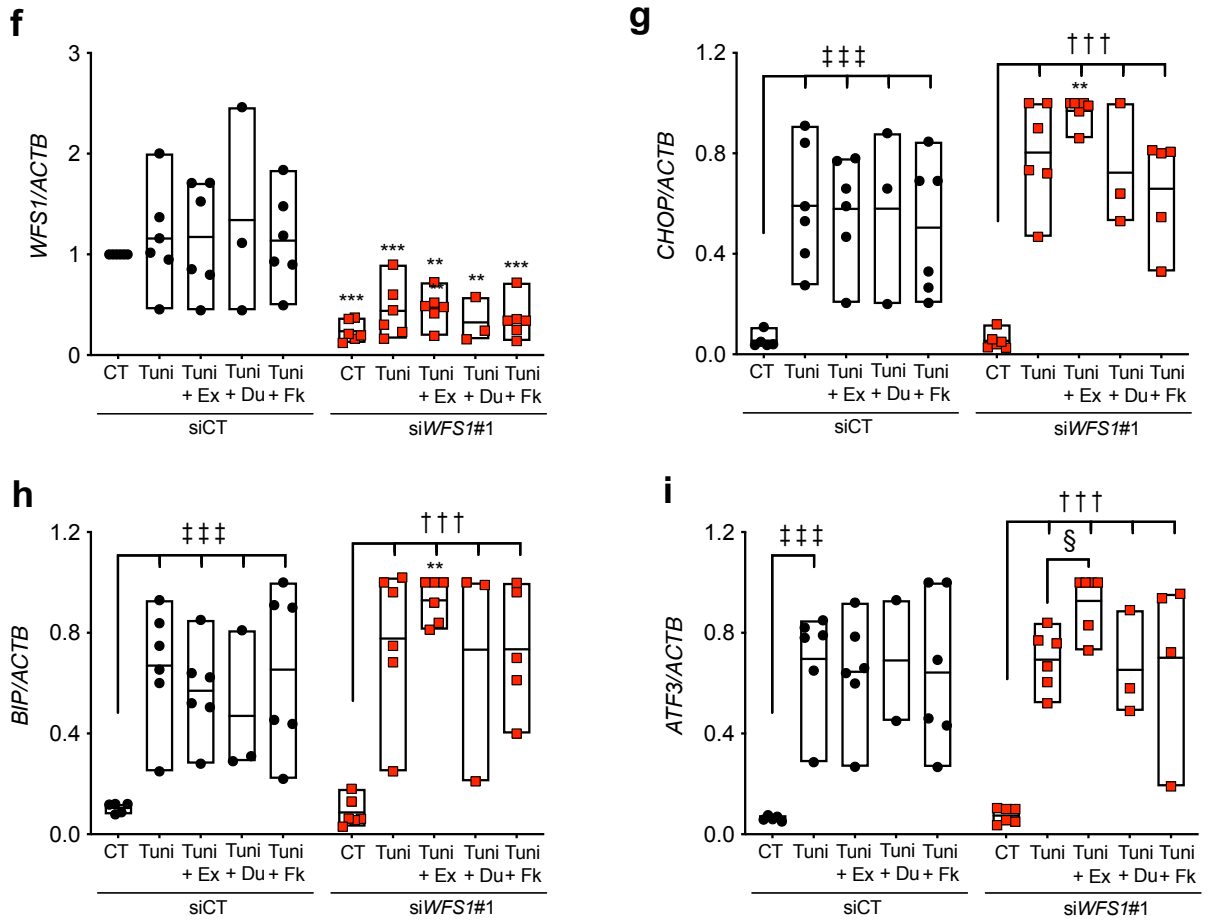 f
WFS1/ACTB
3
2
1
0
***
***
**
**
**
***
CT Tuni Tuni Tuni Tuni CT Tuni Tuni Tuni Tuni
+ Ex + Du + Fk + Ex + Du + Fk
siCT siWFS1#1
g
CHOP/ACTB
1.2
0.8
0.4
0.0
‡‡‡ †††
**
CT Tuni Tuni Tuni Tuni CT Tuni Tuni Tuni Tuni
+ Ex + Du + Fk + Ex + Du + Fk
siCT siWFS1#1
h
BIP/ACTB
1.2
0.8
0.4
0.0
‡‡‡ †††
**
CT Tuni Tuni Tuni Tuni CT Tuni Tuni Tuni Tuni
+ Ex + Du + Fk + Ex + Du + Fk
siCT siWFS1#1
i
ATF3/ACTB
1.2
0.8
0.4
0.0
‡‡‡ †††
§
CT Tuni Tuni Tuni Tuni CT Tuni Tuni Tuni Tuni
+ Ex + Du + Fk + Ex + Du + Fk
siCT siWFS1#1